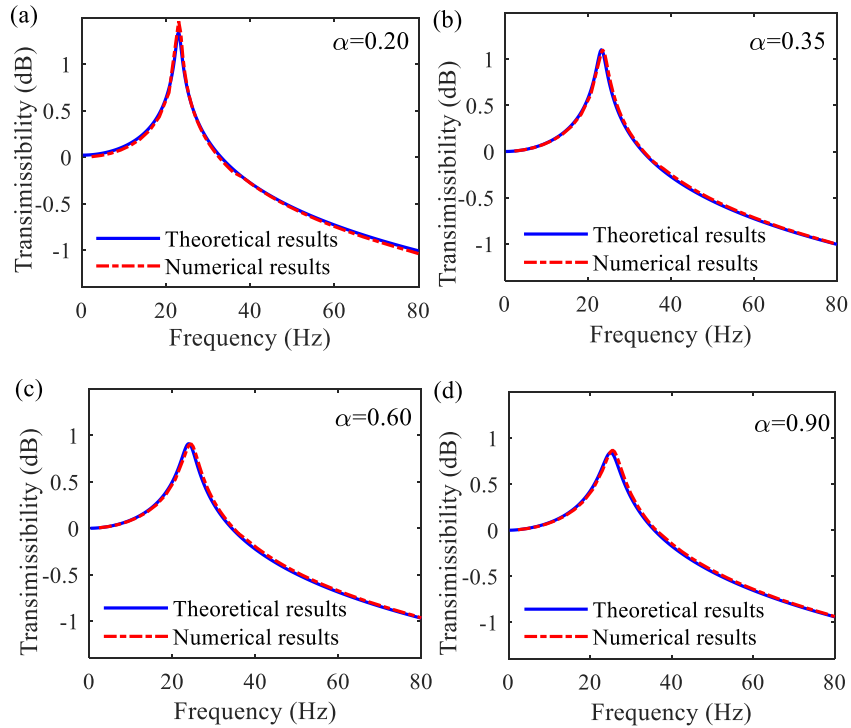 (a)
α=0.20
Transimissibility (dB)
1
0.5
0
-0.5
-1
Theoretical results
Numerical results
0 20 40 60 80
Frequency (Hz)
(b)
α=0.35
Transimissibility (dB)
1
0.5
0
-0.5
-1
Theoretical results
Numerical results
0 20 40 60 80
Frequency (Hz)
(c)
α=0.60
Transimissibility (dB)
1
0.5
0
-0.5
-1
Theoretical results
Numerical results
0 20 40 60 80
Frequency (Hz)
(d)
α=0.90
Transimissibility (dB)
1
0.5
0
-0.5
-1
Theoretical results
Numerical results
0 20 40 60 80
Frequency (Hz)